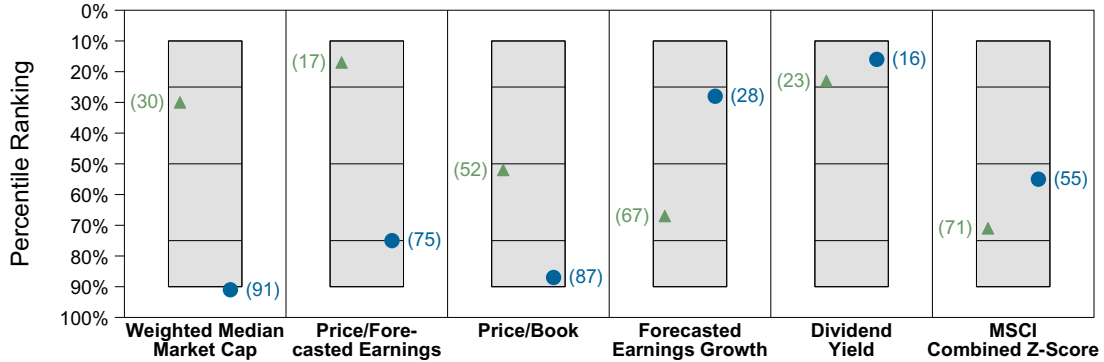 Percentile Ranking
0%
10%
20%
30%
40%
50%
60%
70%
80%
90%
100%
(30)
(91)
(17)
(75)
(52)
(87)
(67)
(28)
(23)
(16)
(71)
(55)
Weighted Median
Market Cap
Price/Fore-
casted Earnings
Price/Book
Forecasted
Earnings Growth
Dividend
Yield
MSCI
Combined Z-Score